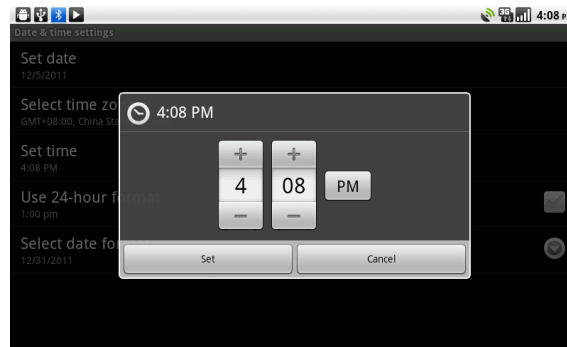 4:08 P
Date & time settings
Set date
12/5/2011
Select time zo
GMT+08:00, China Sta
Set time
4:08 PM
Use 24-hour format
1:00 pm
Select date fo
12/31/2011
4:08 PM
+ +
4 08 PM
− −
Set Cancel